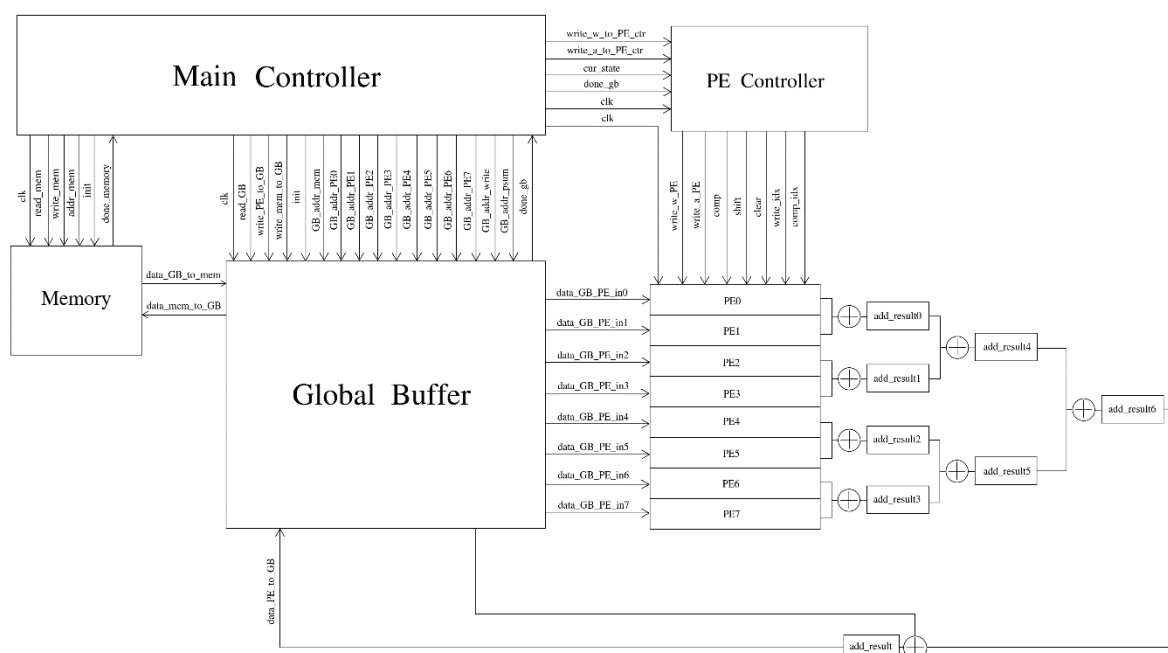 Main Controller
write_w_to_PE_ctr
write_a_to_PE_ctr
cur_state
done_gb
clk
clk
PE Controller
clk
read_mem
write_mem
addr_mem
init
done_memory
clk
read_GB
write_PE_to_GB
write_mem_to_GB
init
GB_addr_mem
GB_addr_PE0
GB_addr_PE1
GB_addr_PE2
GB_addr_PE3
GB_addr_PE4
GB_addr_PE5
GB_addr_PE6
GB_addr_PE7
GB_addr_write
GB_addr_psum
done_gb
write_w_PE
write_a_PE
comp
shift
clear
write_idx
comp_idx
Memory
data_GB_to_mem
data_mem_to_GB
Global Buffer
data_GB_PE_in0
data_GB_PE_in1
data_GB_PE_in2
data_GB_PE_in3
data_GB_PE_in4
data_GB_PE_in5
data_GB_PE_in6
data_GB_PE_in7
PE0
PE1
PE2
PE3
PE4
PE5
PE6
PE7
add_result0
add_result1
add_result2
add_result3
add_result4
add_result5
add_result6
data_PE_to_GB
add_result